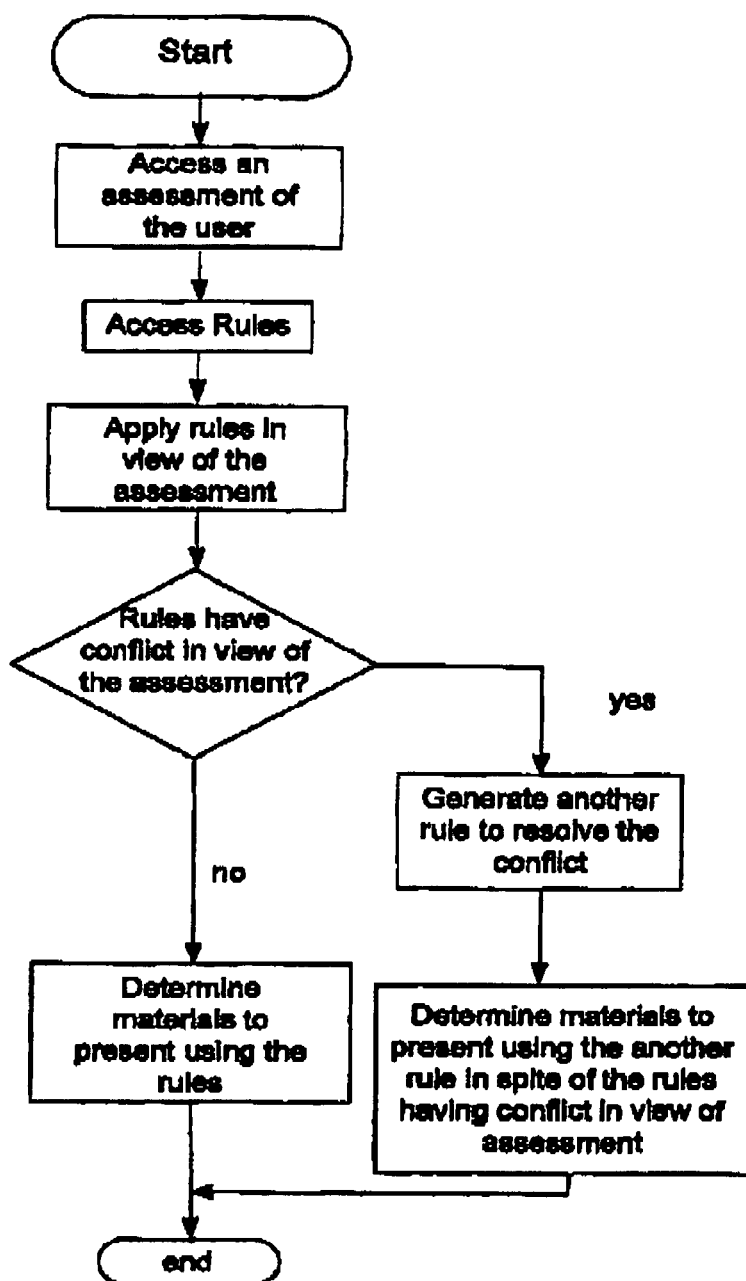 Start
Access an
assessment of
the user
Access Rules
Apply rules in
view of the
assessment
Rules have
conflict in view of
the assessment?
yes
Generate another
rule to resolve the
conflict
no
Determine
materials to
present using the
rules
Determine materials to
present using the another
rule in spite of the rules
having conflict in view of
assessment
end